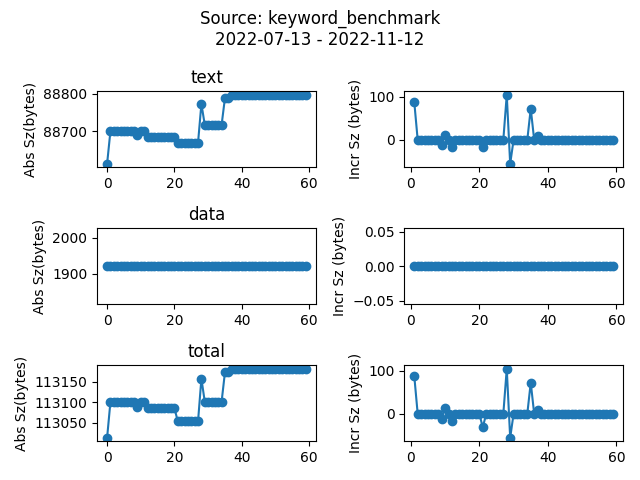 Source: keyword_benchmark
2022-07-13 - 2022-11-12
text
Abs Sz(bytes)
88800
88700
0 20 40 60
Incr Sz (bytes)
100
0
0 20 40 60
data
Abs Sz(bytes)
2000
1900
0 20 40 60
Incr Sz (bytes)
0.05
0.00
−0.05
0 20 40 60
total
Abs Sz(bytes)
113150
113100
113050
0 20 40 60
Incr Sz (bytes)
100
0
0 20 40 60